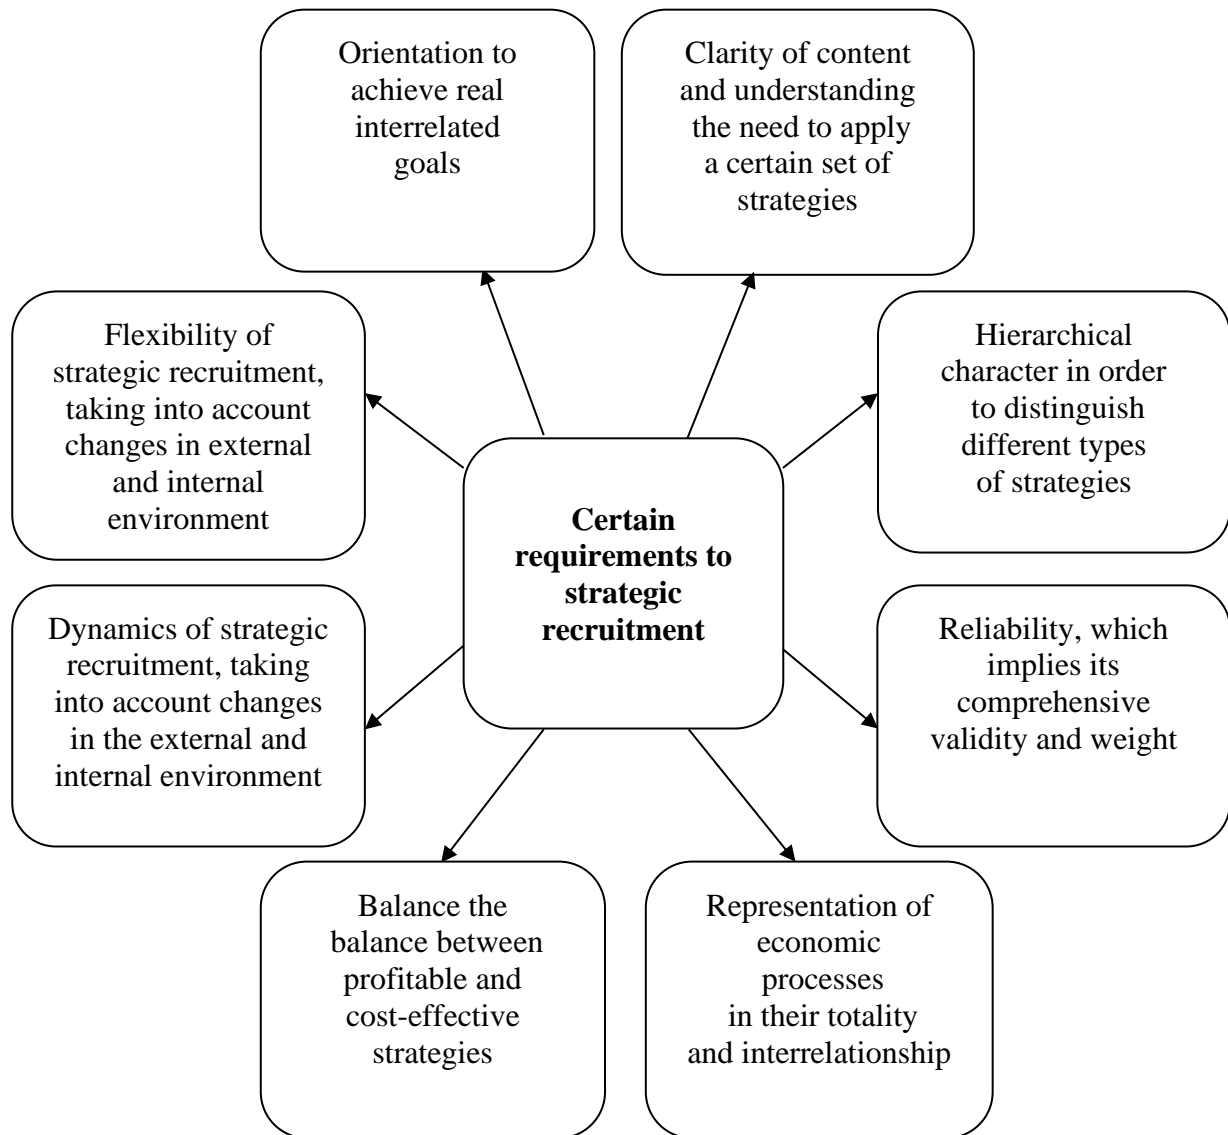 Orientation to
achieve real
interrelated
goals
Clarity of content
and understanding
the need to apply
a certain set of
strategies
Flexibility of
strategic recruitment,
taking into account
changes in external
and internal
environment
Hierarchical
character in order
to distinguish
different types
of strategies
Certain
requirements to
strategic
recruitment
Dynamics of strategic
recruitment, taking
into account changes
in the external and
internal environment
Reliability, which
implies its
comprehensive
validity and weight
Balance the
balance between
profitable and
cost-effective
strategies
Representation of
economic
processes
in their totality
and interrelationship